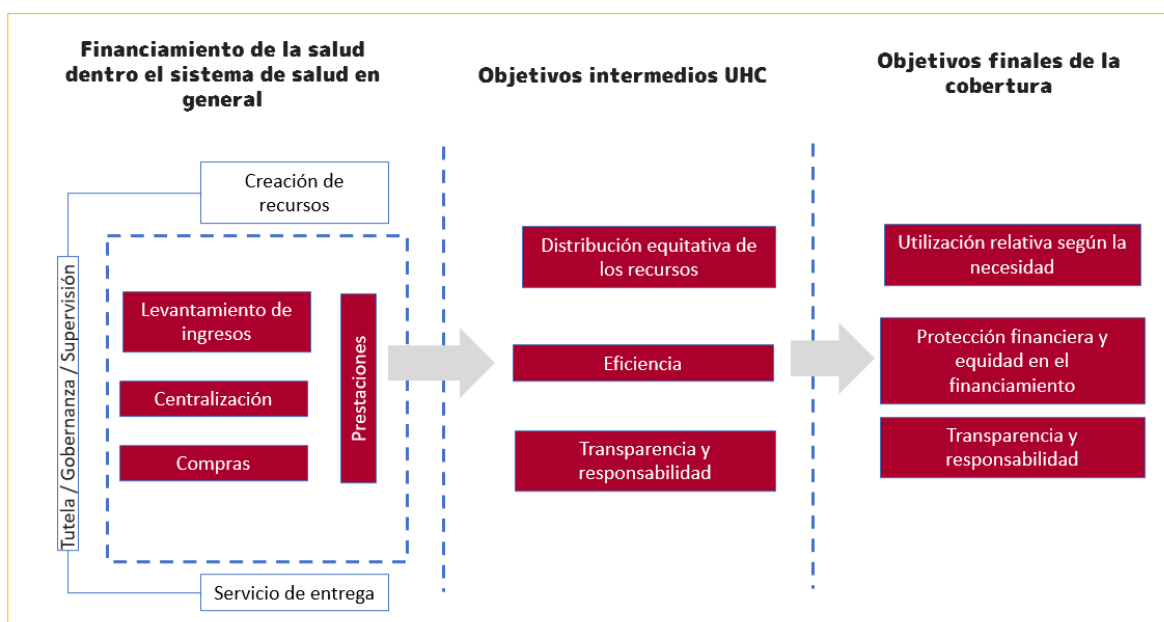 Financiamiento de la salud
dentro el sistema de salud en
general
Objetivos intermedios UHC
Objetivos finales de la
cobertura
Creación de
recursos
Tutela / Gobernanza / Supervisión
Levantamiento de
ingresos
Centralización
Compras
Prestaciones
Servicio de entrega
Distribución equitativa de
los recursos
Eficiencia
Transparencia y
responsabilidad
Utilización relativa según la
necesidad
Protección financiera y
equidad en el
financiamiento
Transparencia y
responsabilidad